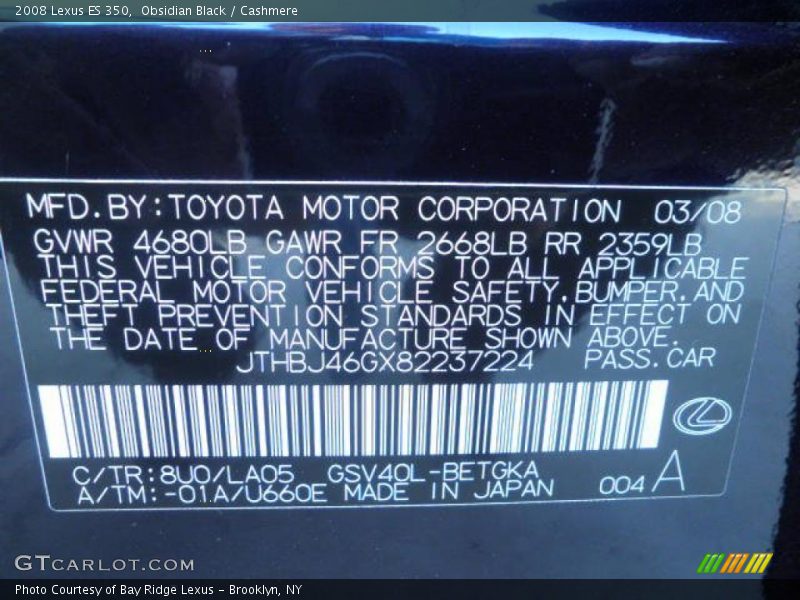 2008 Lexus ES 350,  Obsidian Black / Cashmere
MFD.BY:TOYOTA MOTOR CORPORATION 03/08
GVWR 4680LB GAWR FR 2668LB RR 2359LB
THIS VEHICLE CONFORMS TO ALL APPLICABLE
FEDERAL MOTOR VEHICLE SAFETY,BUMPER,AND
THEFT PREVENTION STANDARDS IN EFFECT ON
THE DATE OF MANUFACTURE SHOWN ABOVE.
JTHBJ46GX82237224 PASS.CAR
C/TR:8U0/LA05 GSV40L-BETGKA
A/TM:-01A/U660E MADE IN JAPAN 004 A
GTCARLOT.COM
Photo Courtesy of Bay Ridge Lexus - Brooklyn, NY